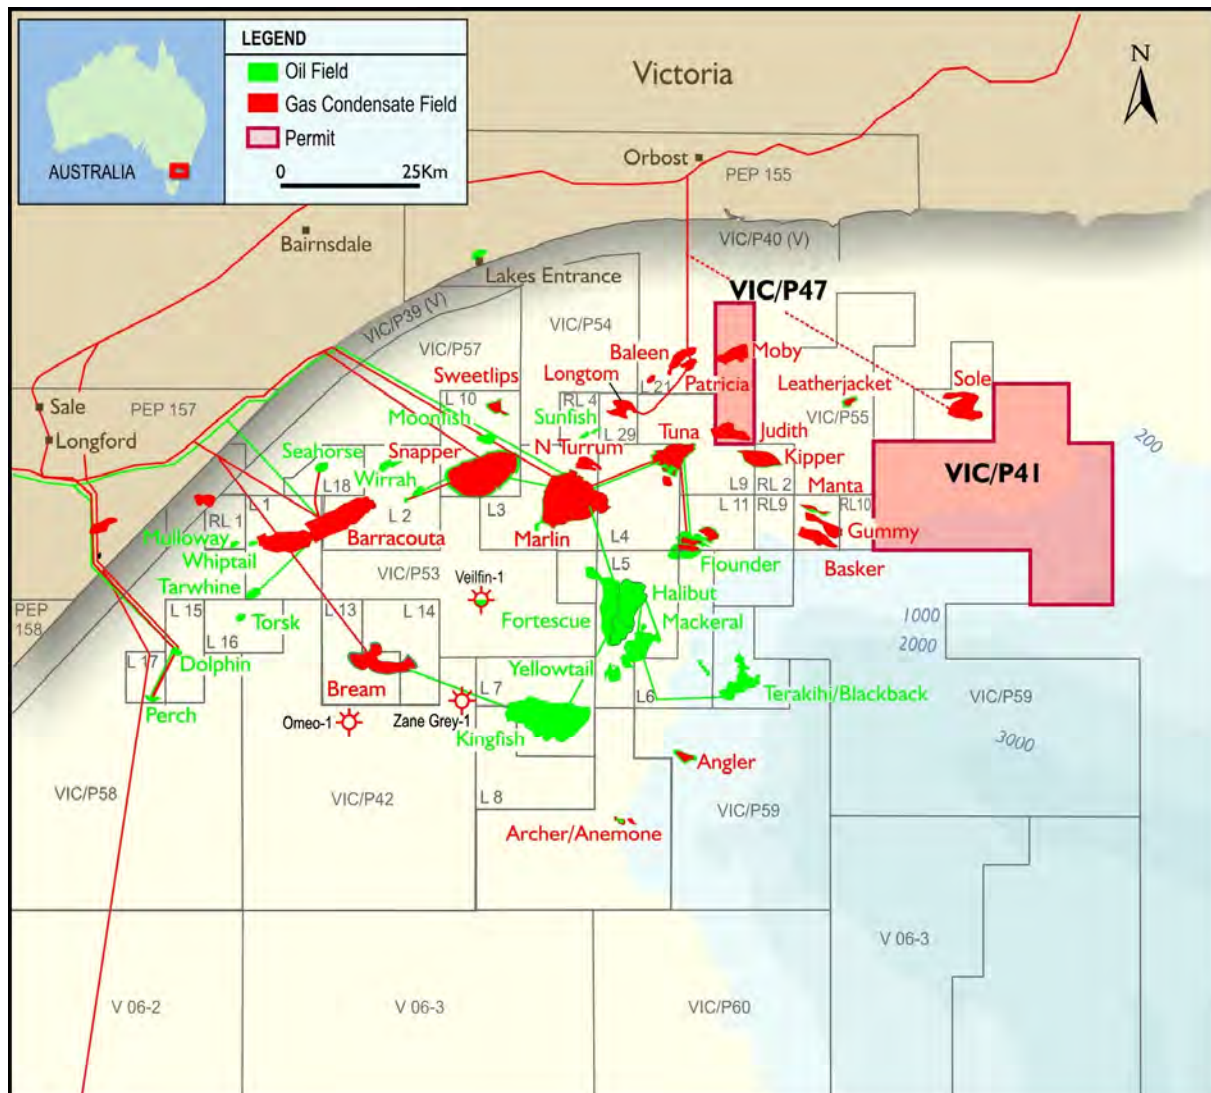 LEGEND
Oil Field
Gas Condensate Field
Permit
0 25Km
AUSTRALIA
Victoria
N
Orbost
PEP 155
Bairnsdale
VIC/P40 (V)
Lakes Entrance
VIC/P39 (V)
VIC/P47
VIC/P54
VIC/P57
Baleen
Moby
Sweetlips
Longtom
L 21
Patricia
Leatherjacket
Sole
Sale
PEP 157
L 10
RL 4
Moonfish
Sunfish
VIC/P55
Longford
L 29
Tuna
Judith
200
Seahorse
Snapper
N Turrum
Kipper
VIC/P41
Wirrah
L18
L9
RL 2
Manta
L 1
L 2
L3
L 11
RL9
RL10
RL 1
Mulloway
Barracouta
Marlin
L4
Gummy
Whiptail
Flounder
Basker
VIC/P53
Veilfin-1
L5
Tarwhine
Halibut
PEP
158
L 15
L13
L 14
Fortescue
Mackeral
1000
Torsk
L 16
2000
L 17
Dolphin
Yellowtail
Bream
L 7
L6
Terakihi/Blackback
VIC/P59
Perch
Omeo-1
Zane Grey-1
Kingfish
3000
Angler
VIC/P58
VIC/P42
L 8
VIC/P59
Archer/Anemone
V 06-3
V 06-2
V 06-3
VIC/P60